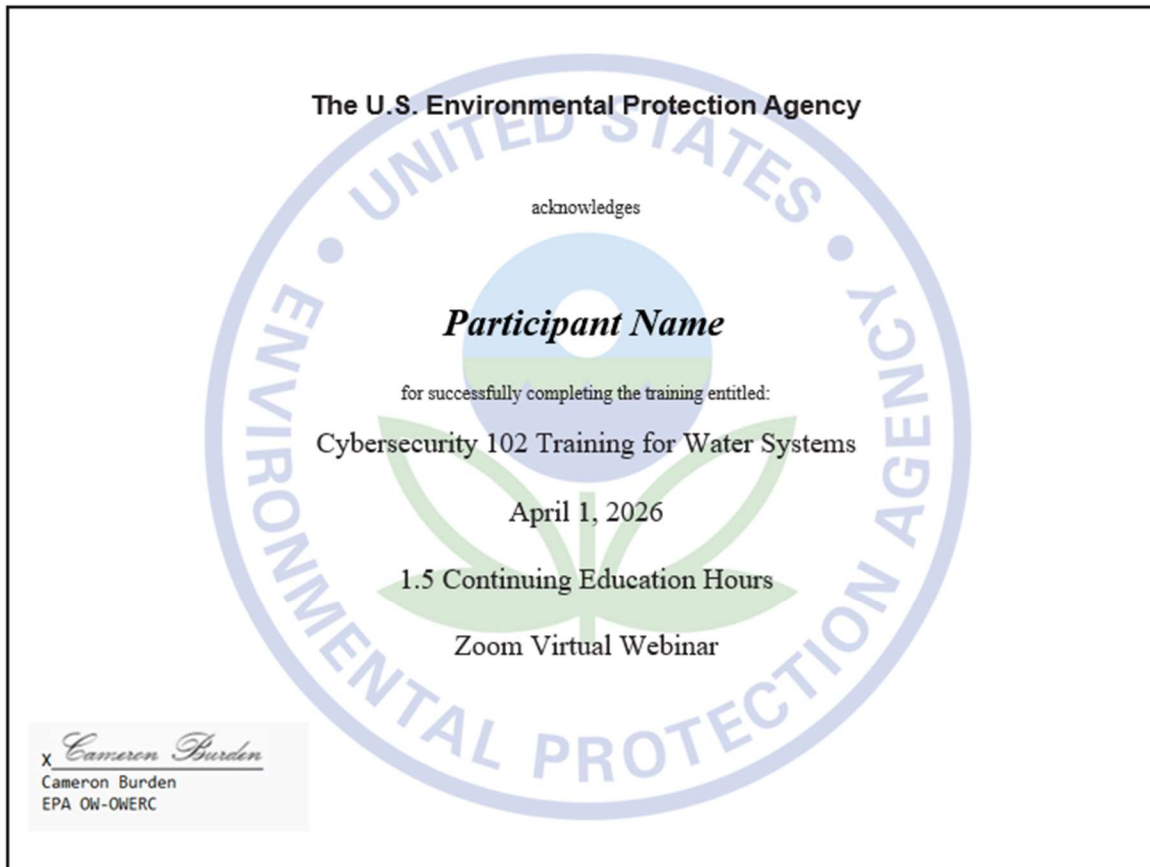 The U.S. Environmental Protection Agency
UNITED STATES
ENVIRONMENTAL PROTECTION AGENCY
acknowledges
Participant Name
for successfully completing the training entitled:
Cybersecurity 102 Training for Water Systems
April 1, 2026
1.5 Continuing Education Hours
Zoom Virtual Webinar
X Cameron Burden
Cameron Burden
EPA OW-OWERC